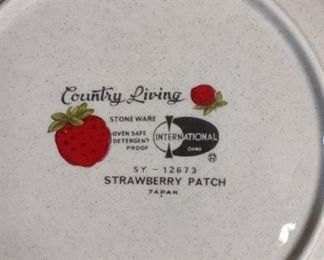 Country Living
STONEWARE
OVEN SAFE
DETERGENT
PROOF
INTERNATIONAL
CHINA
®
SY - 12673
STRAWBERRY PATCH
JAPAN